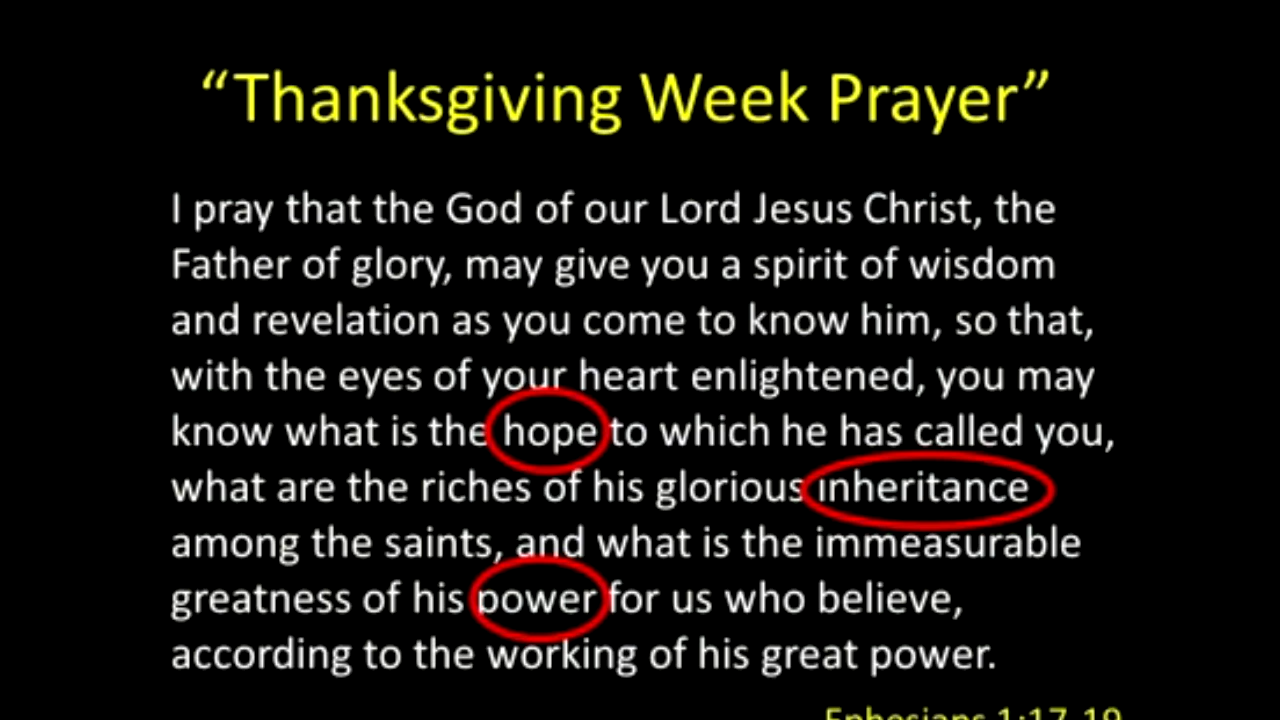 “Thanksgiving Week Prayer”
I pray that the God of our Lord Jesus Christ, the
Father of glory, may give you a spirit of wisdom
and revelation as you come to know him, so that,
with the eyes of your heart enlightened, you may
know what is the hope to which he has called you,
what are the riches of his glorious inheritance
among the saints, and what is the immeasurable
greatness of his power for us who believe,
according to the working of his great power.
Ephesians 1:17-19